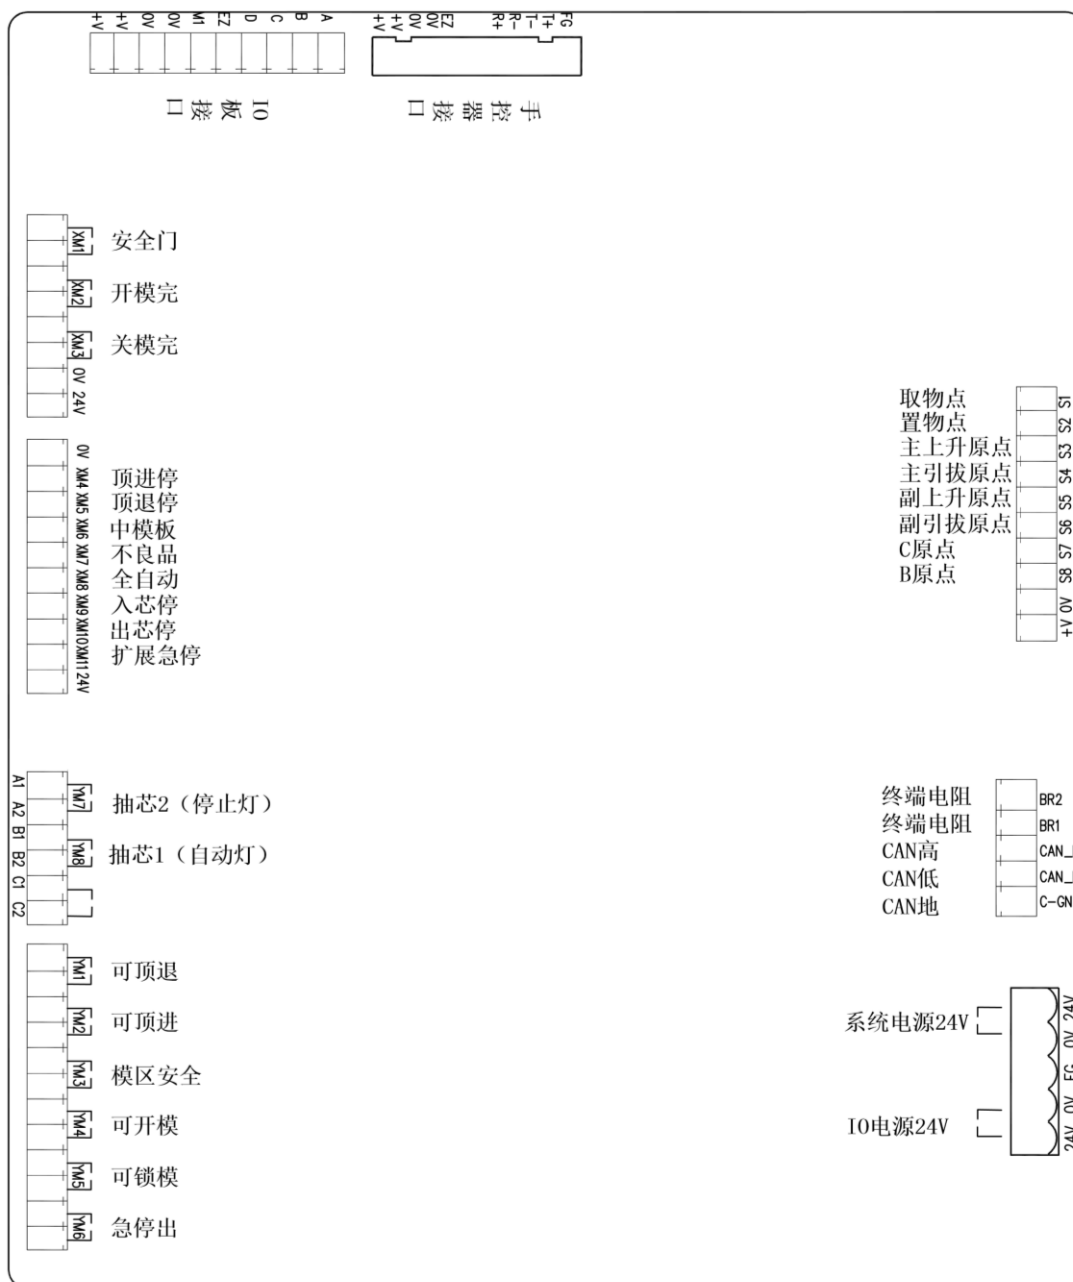 +V +V 0V 0V M1 EZ D C B A
+V +V 0V 0V EZ R+ R- T- T+ FG
IO板接口
手控器接口
XM1 安全门
XM2 开模完
XM3 关模完
0V
24V
0V
XM4 顶进停
XM5 顶退停
XM6 中模板
XM7 不良品
XM8 全自动
XM9 入芯停
XM10 出芯停
XM11 扩展急停
24V
取物点 S1
置物点 S2
主上升原点 S3
主引拔原点 S4
副上升原点 S5
副引拔原点 S6
C原点 S7
B原点 S8
0V
+V
A1 A2 YM7 抽芯2（停止灯）
B1 B2 YM8 抽芯1（自动灯）
C1 C2
终端电阻 BR2
终端电阻 BR1
CAN高 CAN_
CAN低 CAN_
CAN地 C-GN
YM1 可顶退
YM2 可顶进
YM3 模区安全
YM4 可开模
YM5 可锁模
YM6 急停出
系统电源24V 24V 0V
IO电源24V 0V 24V